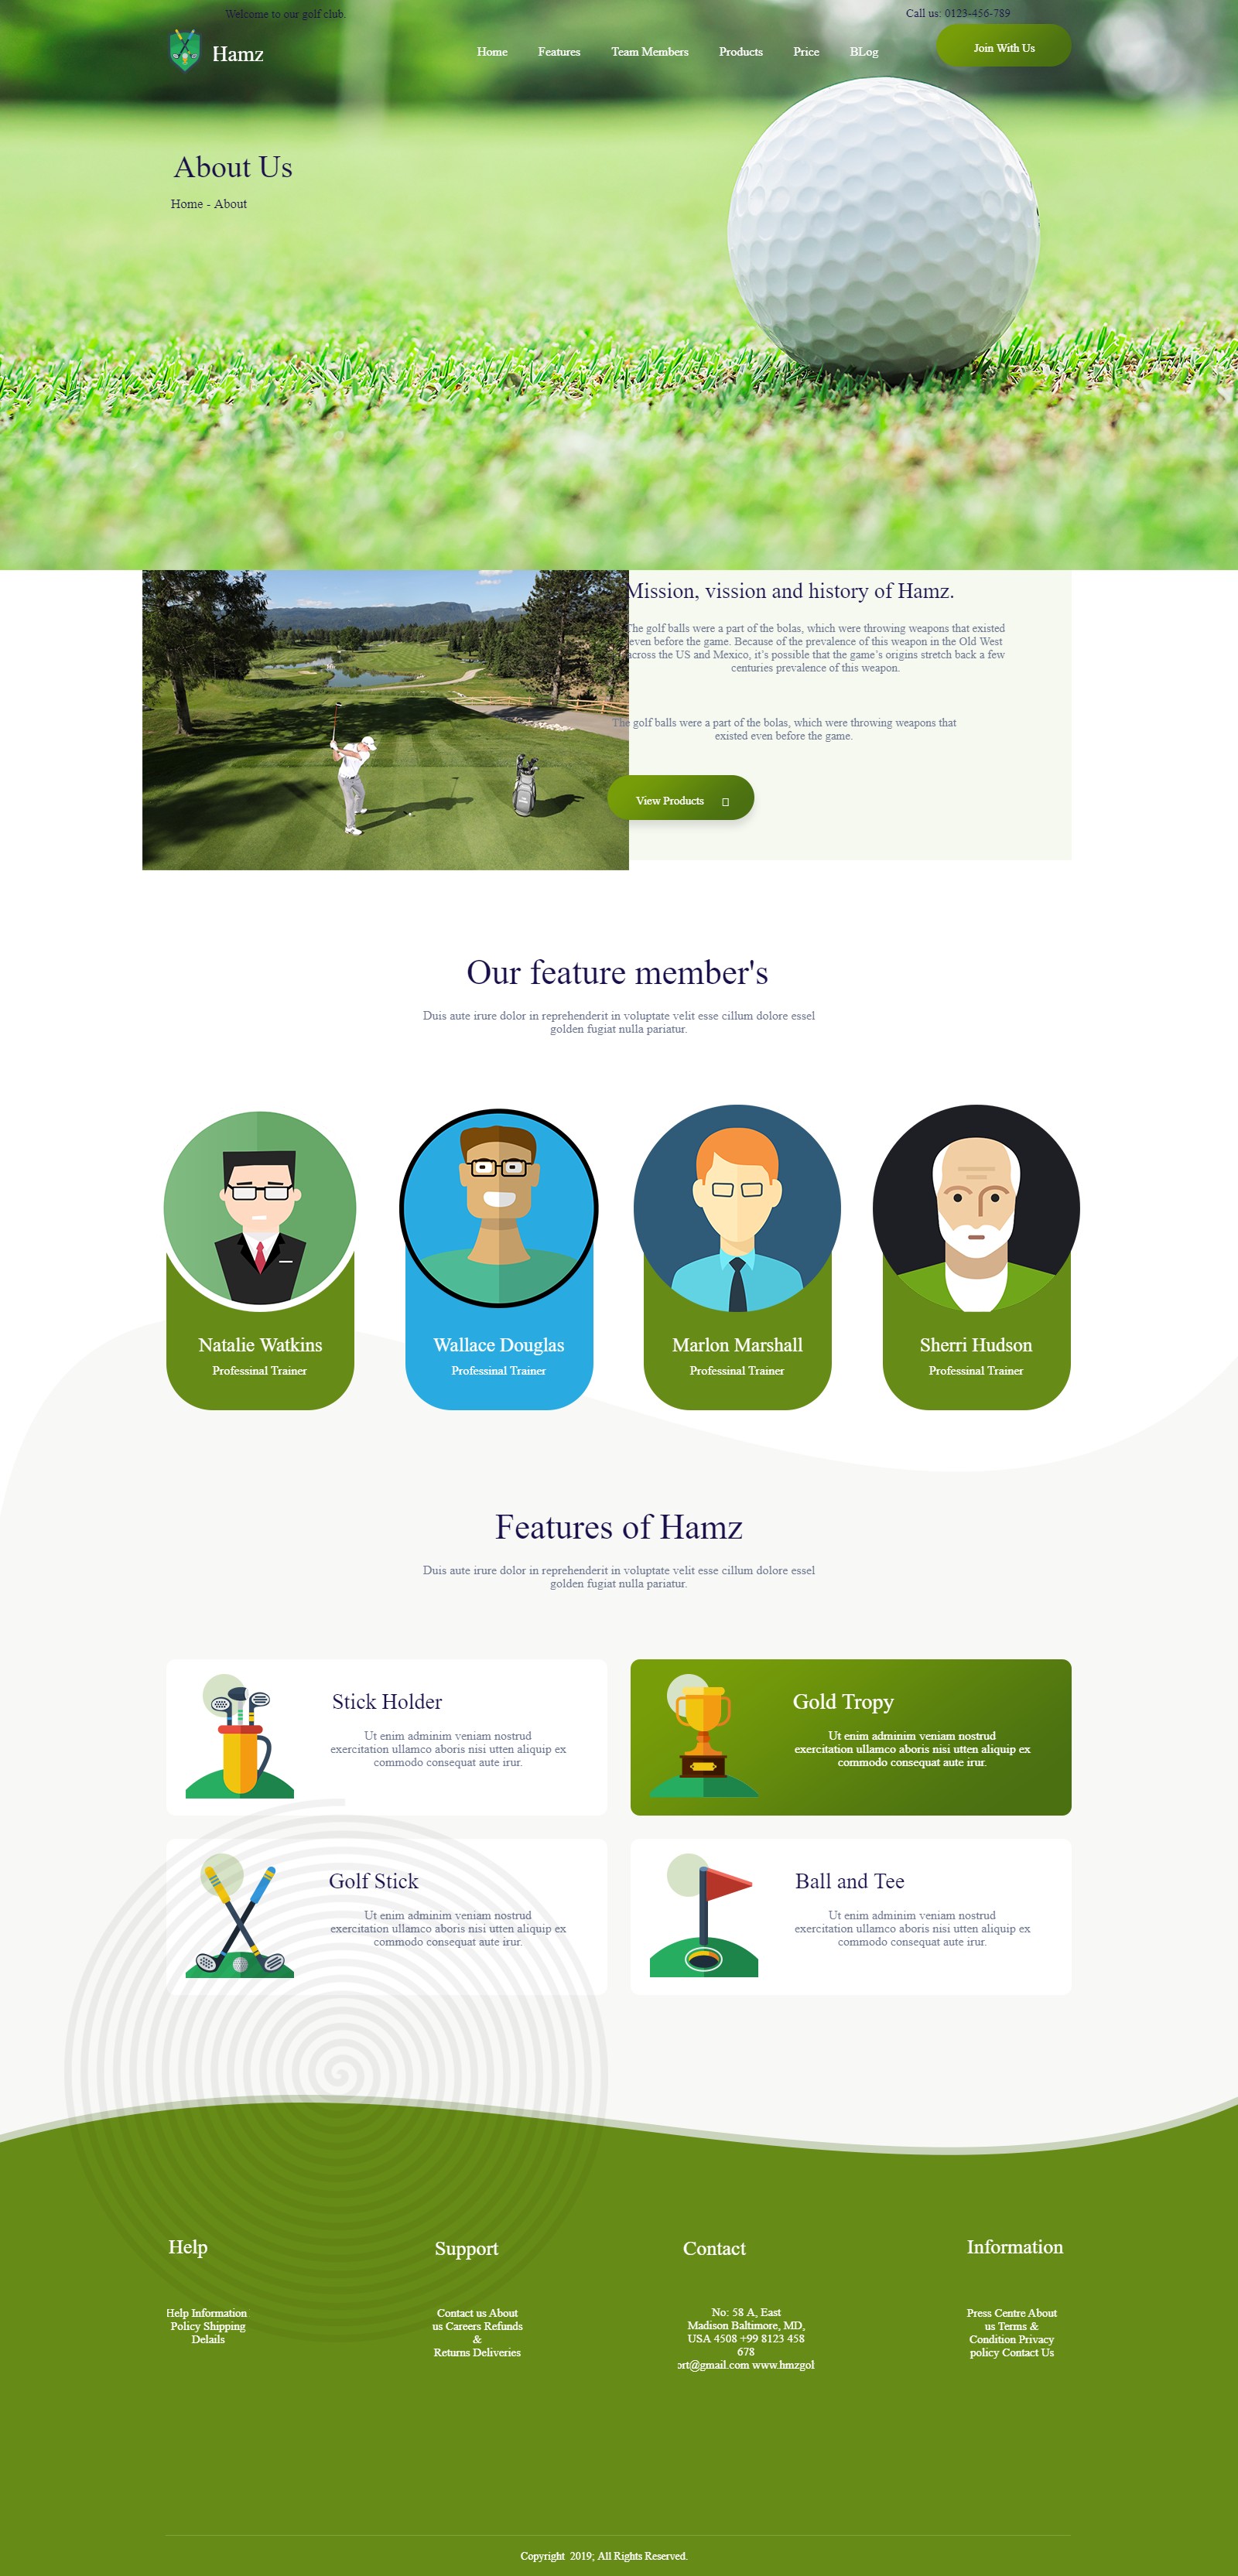 Welcome to our golf club.
Call us: 0123-456-789
Hamz
Home Features Team Members Products Price BLog
Join With Us
About Us
Home - About
Mission, vission and history of Hamz.
The golf balls were a part of the bolas, which were throwing weapons that existed
even before the game. Because of the prevalence of this weapon in the Old West
across the US and Mexico, it's possible that the game's origins stretch back a few
centuries prevalence of this weapon.
The golf balls were a part of the bolas, which were throwing weapons that
existed even before the game.
View Products
Our feature member's
Duis aute irure dolor in reprehenderit in voluptate velit esse cillum dolore essel
golden fugiat nulla pariatur.
Natalie Watkins
Professinal Trainer
Wallace Douglas
Professinal Trainer
Marlon Marshall
Professinal Trainer
Sherri Hudson
Professinal Trainer
Features of Hamz
Duis aute irure dolor in reprehenderit in voluptate velit esse cillum dolore essel
golden fugiat nulla pariatur.
Stick Holder
Ut enim adminim veniam nostrud
exercitation ullamco aboris nisi utten aliquip ex
commodo consequat aute irur.
Gold Tropy
Ut enim adminim veniam nostrud
exercitation ullamco aboris nisi utten aliquip ex
commodo consequat aute irur.
Golf Stick
Ut enim adminim veniam nostrud
exercitation ullamco aboris nisi utten aliquip ex
commodo consequat aute irur.
Ball and Tee
Ut enim adminim veniam nostrud
exercitation ullamco aboris nisi utten aliquip ex
commodo consequat aute irur.
Help
Help Information
Policy Shipping
Delails
Support
Contact us About
us Careers Refunds
&
Returns Deliveries
Contact
No: 58 A, East
Madison Baltimore, MD,
USA 4508 +99 8123 458
678
ort@gmail.com www.hmzgol
Information
Press Centre About
us Terms &
Condition Privacy
policy Contact Us
Copyright 2019; All Rights Reserved.